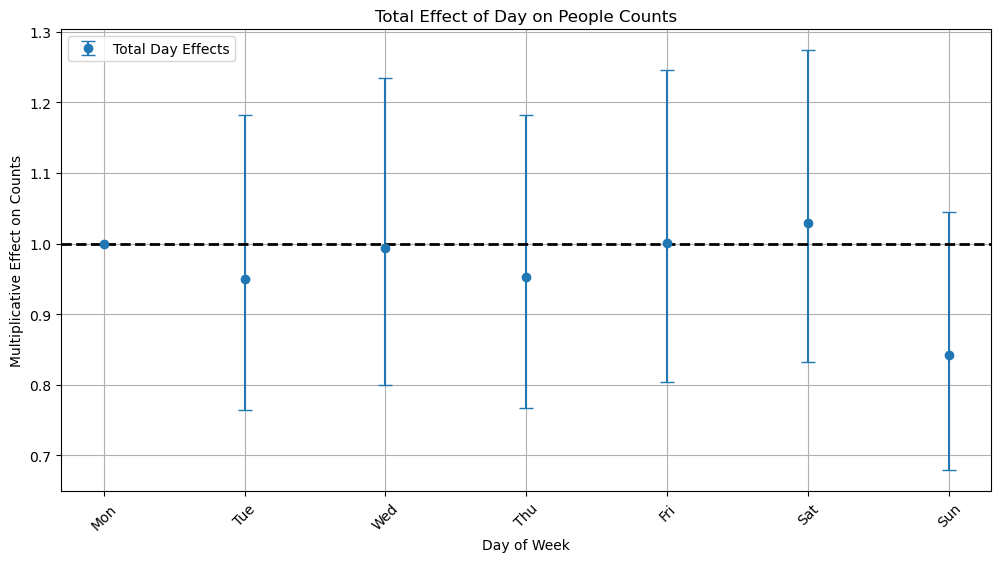 Total Effect of Day on People Counts
Total Day Effects
Multiplicative Effect on Counts
1.3
1.2
1.1
1.0
0.9
0.8
0.7
Mon
Tue
Wed
Thu
Fri
Sat
Sun
Day of Week